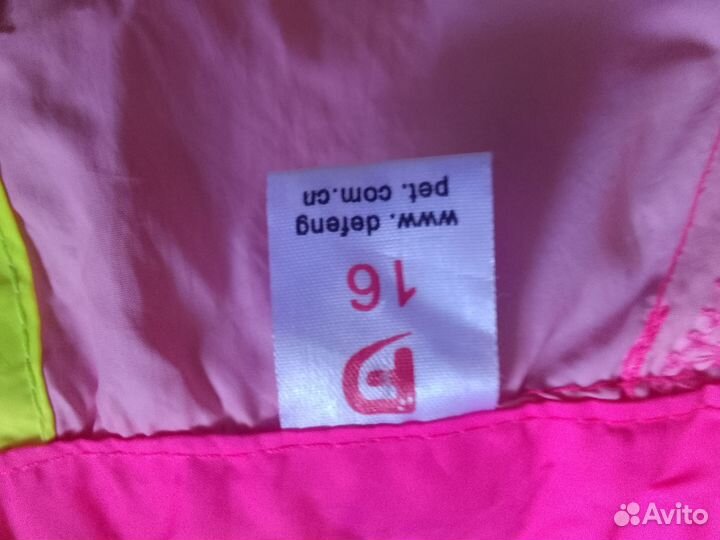 16
www. defeng
pet. com.cn
Avito